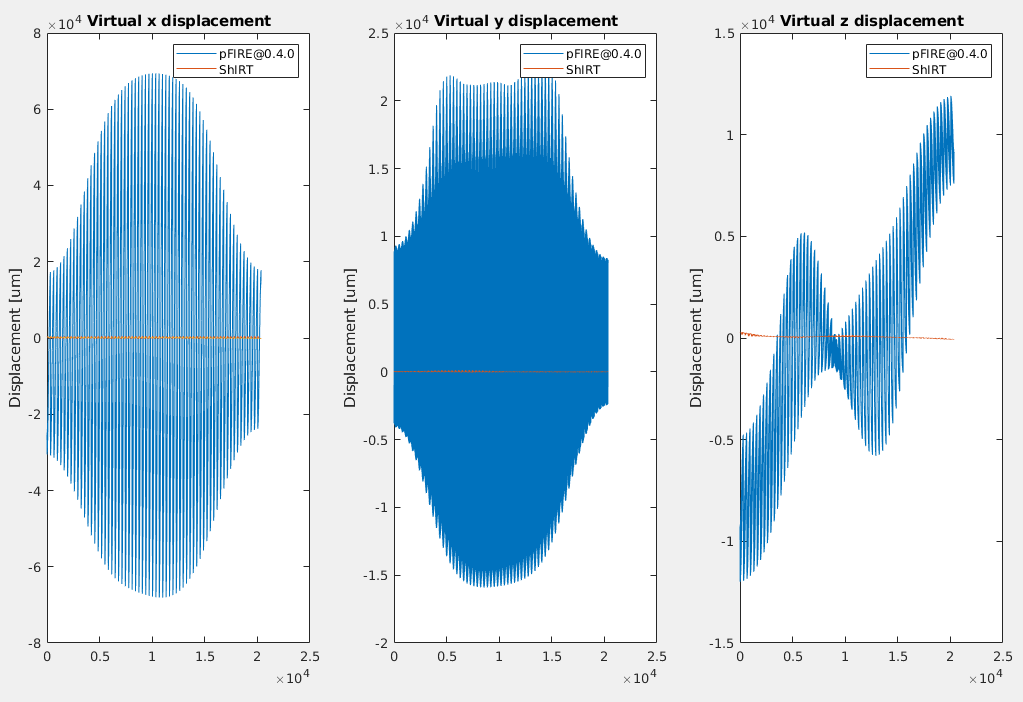 ×10⁴ Virtual x displacement
pFIRE@0.4.0
ShIRT
8
6
4
2
0
-2
-4
-6
-8
Displacement [um]
0 0.5 1 1.5 2 2.5
×10⁴
×10⁴ Virtual y displacement
pFIRE@0.4.0
ShIRT
2.5
2
1.5
1
0.5
0
-0.5
-1
-1.5
-2
Displacement [um]
0 0.5 1 1.5 2 2.5
×10⁴
×10⁴ Virtual z displacement
pFIRE@0.4.0
ShIRT
1.5
1
0.5
0
-0.5
-1
-1.5
Displacement [um]
0 0.5 1 1.5 2 2.5
×10⁴